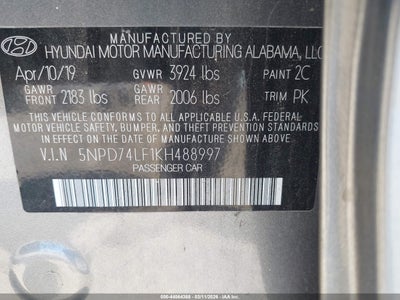 MANUFACTURED BY
HYUNDAI MOTOR MANUFACTURING ALABAMA, LLC
Apr/10/19 GVWR 3924 lbs PAINT 2C
GAWR FRONT 2183 lbs GAWR REAR 2006 lbs TRIM PK
THIS VEHICLE CONFORMS TO ALL APPLICABLE U.S.A. FEDERAL
MOTOR VEHICLE SAFETY, BUMPER, AND THEFT PREVENTION STANDARDS
IN EFFECT ON THE DATE OF MANUFACTURE SHOWN ABOVE.
V.I.N 5NPD74LF1KH488997
PASSENGER CAR